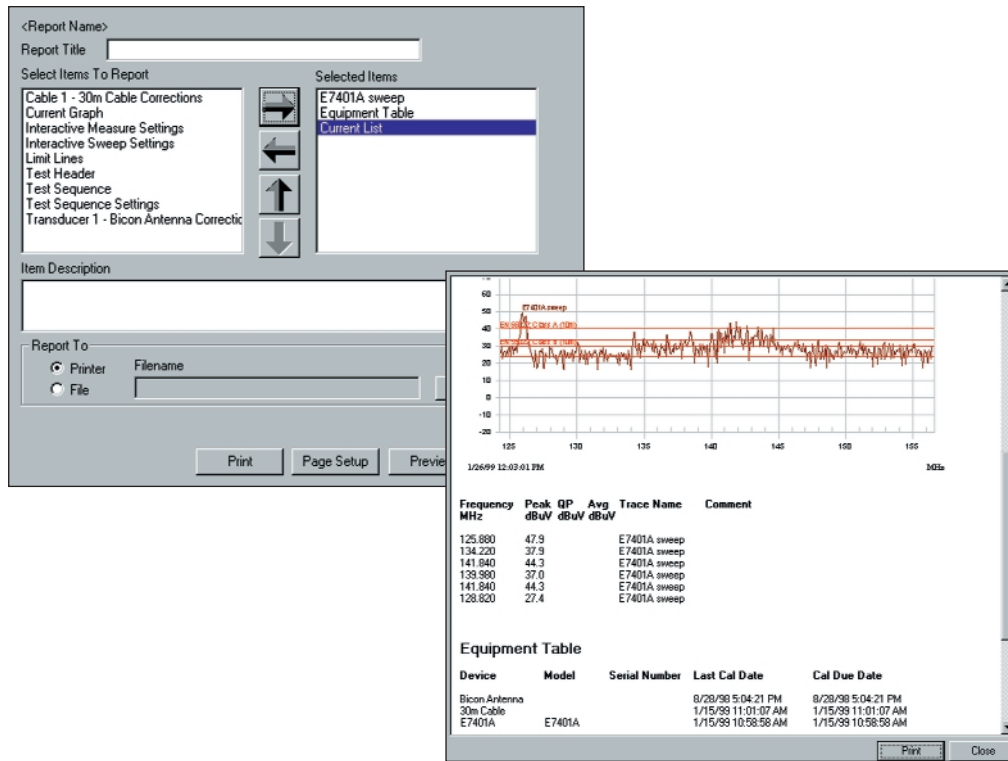 <Report Name>
Report Title
Select Items To Report
Selected Items
Cable 1 - 30m Cable Corrections
Current Graph
Interactive Measure Settings
Interactive Sweep Settings
Limit Lines
Test Header
Test Sequence
Test Sequence Settings
Transducer 1 - Bicon Antenna Correctic
E7401A sweep
Equipment Table
Current List
Item Description
Report To
Printer
File
Filename
Print
Page Setup
Previe
60
50
40
30
20
10
0
-10
-20
E7401A sweep
Class A (10m)
125 130 135 140 145 150 155
1/26/99 12:03:01 PM
MHz
Frequency MHz Peak dBuV QP dBuV Avg dBuV Trace Name Comment
125.880 47.9 E7401A sweep
134.220 37.9 E7401A sweep
141.840 44.3 E7401A sweep
139.980 37.0 E7401A sweep
141.840 44.3 E7401A sweep
128.820 27.4 E7401A sweep
Equipment Table
Device Model Serial Number Last Cal Date Cal Due Date
Bicon Antenna 8/28/98 5:04:21 PM 8/28/98 5:04:21 PM
30m Cable 1/15/99 11:01:07 AM 1/15/99 11:01:07 AM
E7401A E7401A 1/15/99 10:58:58 AM 1/15/99 10:58:58 AM
Print
Close